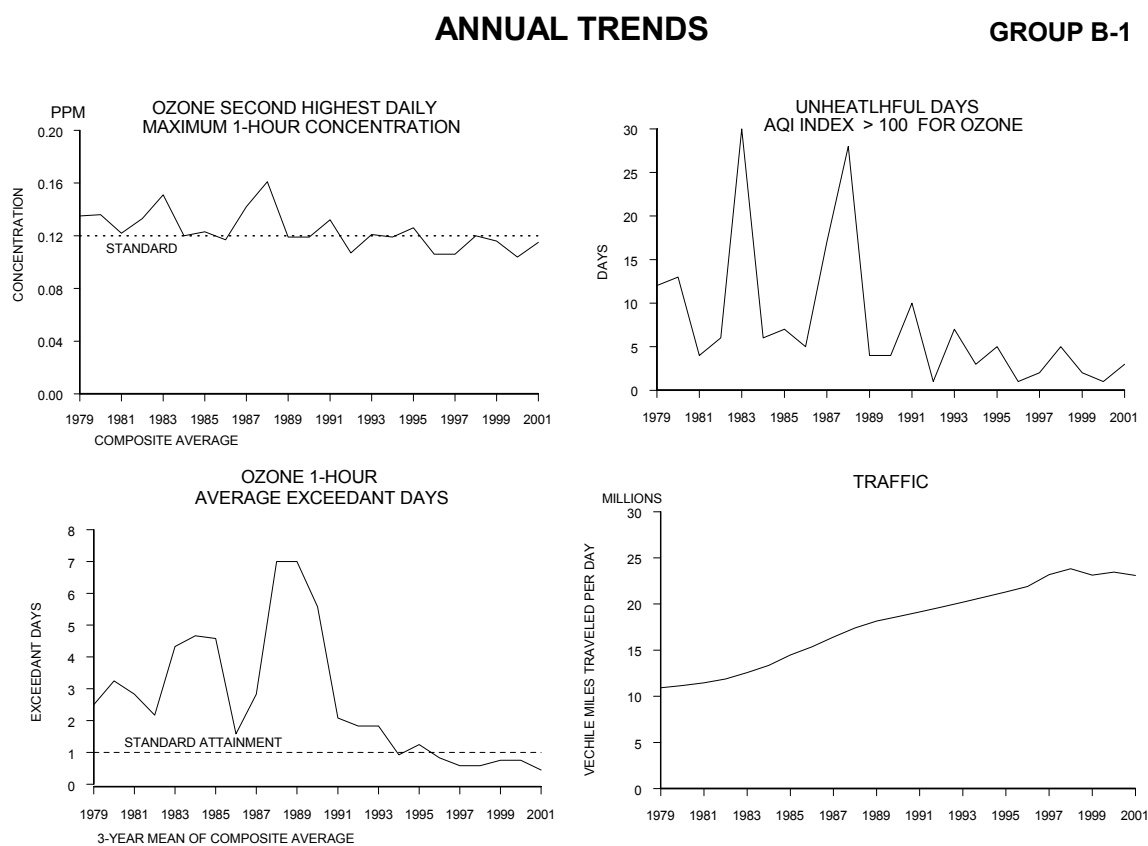 ANNUAL TRENDS
GROUP B-1
PPM
OZONE SECOND HIGHEST DAILY
MAXIMUM 1-HOUR CONCENTRATION
CONCENTRATION
0.20
0.16
0.12
0.08
0.04
0.00
STANDARD
1979 1981 1983 1985 1987 1989 1991 1993 1995 1997 1999 2001
COMPOSITE AVERAGE
UNHEATLHFUL DAYS
AQI INDEX > 100 FOR OZONE
DAYS
30
25
20
15
10
5
0
1979 1981 1983 1985 1987 1989 1991 1993 1995 1997 1999 2001
OZONE 1-HOUR
AVERAGE EXCEEDANT DAYS
EXCEEDANT DAYS
8
7
6
5
4
3
2
1
0
STANDARD ATTAINMENT
1979 1981 1983 1985 1987 1989 1991 1993 1995 1997 1999 2001
3-YEAR MEAN OF COMPOSITE AVERAGE
TRAFFIC
MILLIONS
VECHILE MILES TRAVELED PER DAY
30
25
20
15
10
5
0
1979 1981 1983 1985 1987 1989 1991 1993 1995 1997 1999 2001